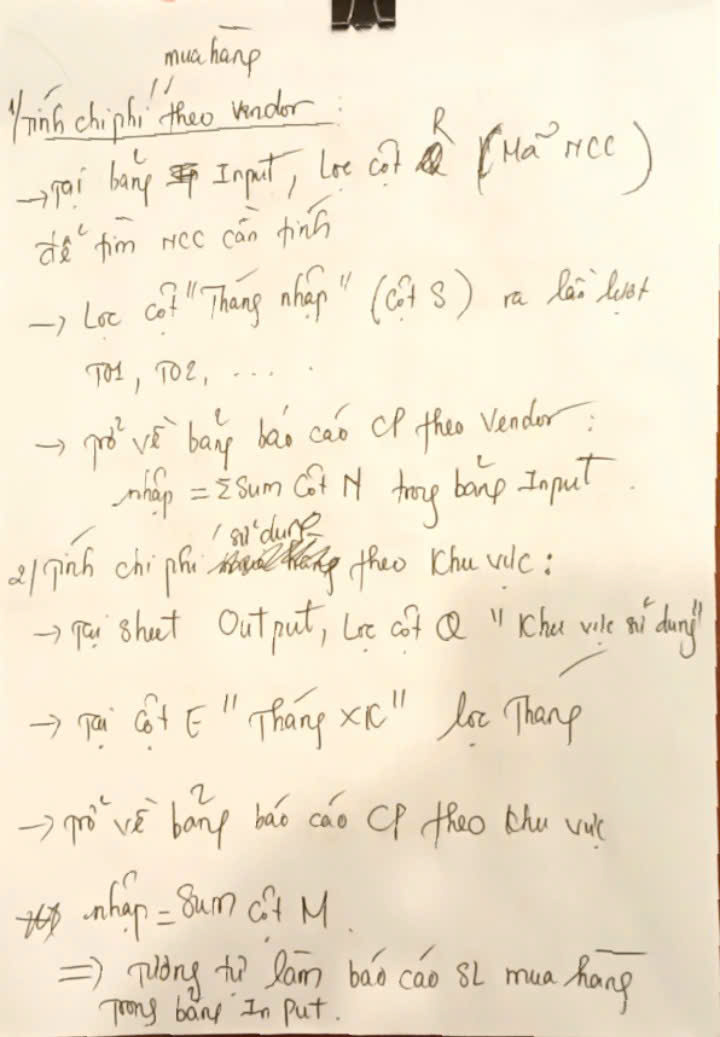 mua hàng
1/ Tính chi phí theo Vendor :
→ Tại bảng Input, Lọc cột R (Mã NCC)
để tìm NCC cần tính
→ Lọc cột "Tháng nhập" (Cột S) ra lần lượt
T01, T02, ....
→ trở về bảng báo cáo CP theo Vendor :
nhập = Σ Sum Cột N trong bảng Input.
sử dụng
2/ Tính chi phí theo Khu vực :
→ Tại Sheet Output, Lọc cột Q "Khu vực sử dụng"
→ Tại Cột E "Tháng XK" lọc Tháng
→ trở về bảng báo cáo CP theo khu vực
nhập = Sum cột M.
=> Tương tự làm báo cáo SL mua hàng
trong bảng In put.